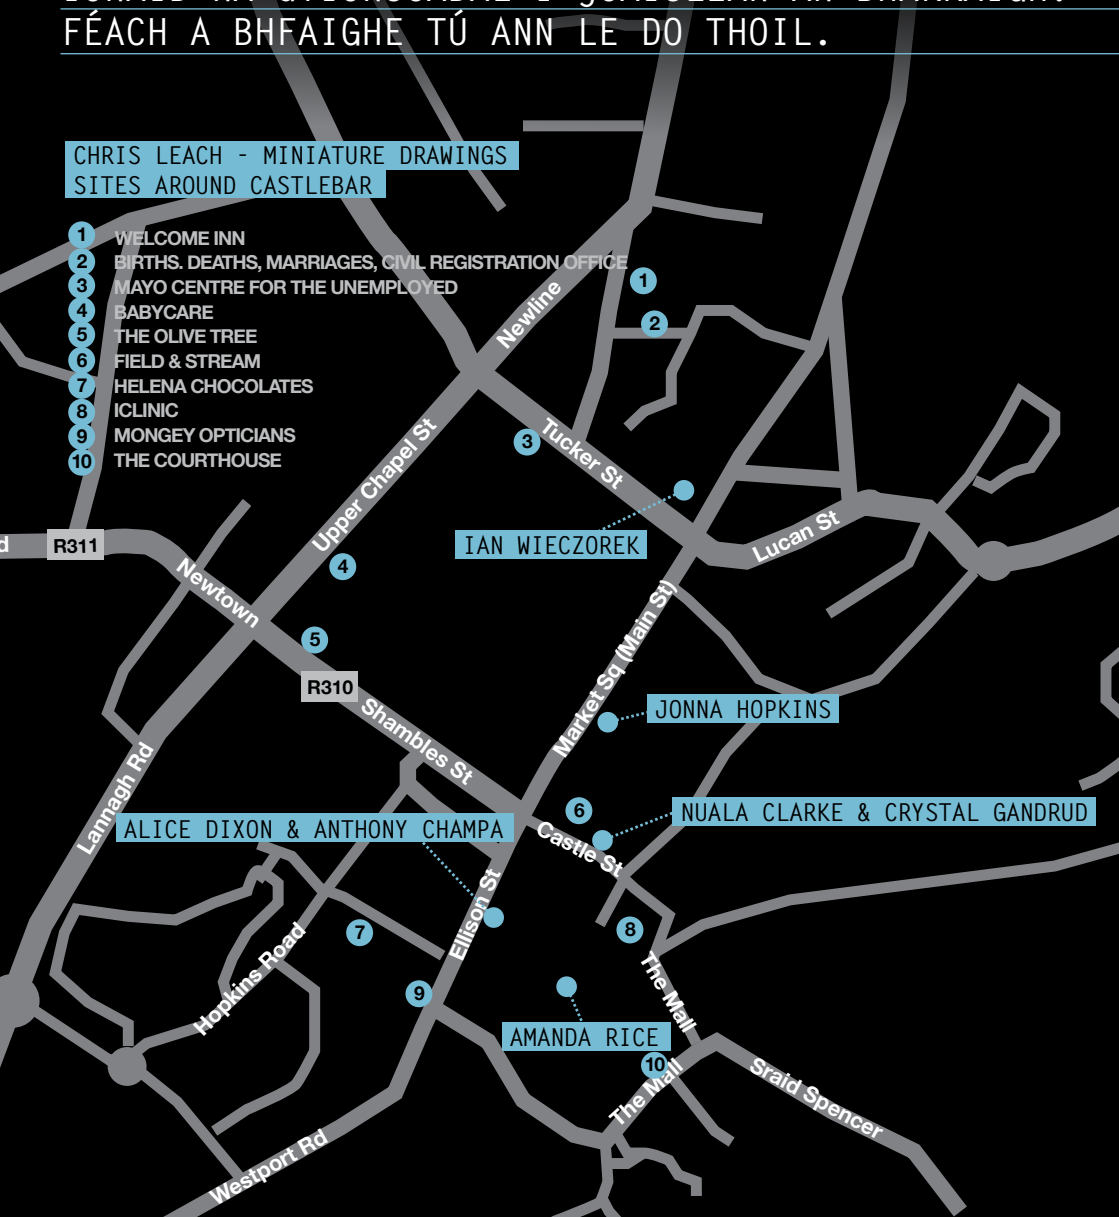 FÉACH A BHFAIGHE TÚ ANN LE DO THOIL.
CHRIS LEACH - MINIATURE DRAWINGS
SITES AROUND CASTLEBAR
1 WELCOME INN
2 BIRTHS. DEATHS, MARRIAGES, CIVIL REGISTRATION OFFICE
3 MAYO CENTRE FOR THE UNEMPLOYED
4 BABYCARE
5 THE OLIVE TREE
6 FIELD & STREAM
7 HELENA CHOCOLATES
8 ICLINIC
9 MONGEY OPTICIANS
10 THE COURTHOUSE
1
Newline
2
3
Tucker St
Upper Chapel St
IAN WIECZOREK
Lucan St
d
R311
4
Newtown
5
R310
Market Sq (Main St)
JONNA HOPKINS
Shambles St
Lannagh Rd
6
NUALA CLARKE & CRYSTAL GANDRUD
ALICE DIXON & ANTHONY CHAMPA
Castle St
Ellison St
7
8
Hopkins Road
The Mall
9
AMANDA RICE
10
The Mall
Sraid Spencer
Westport Rd